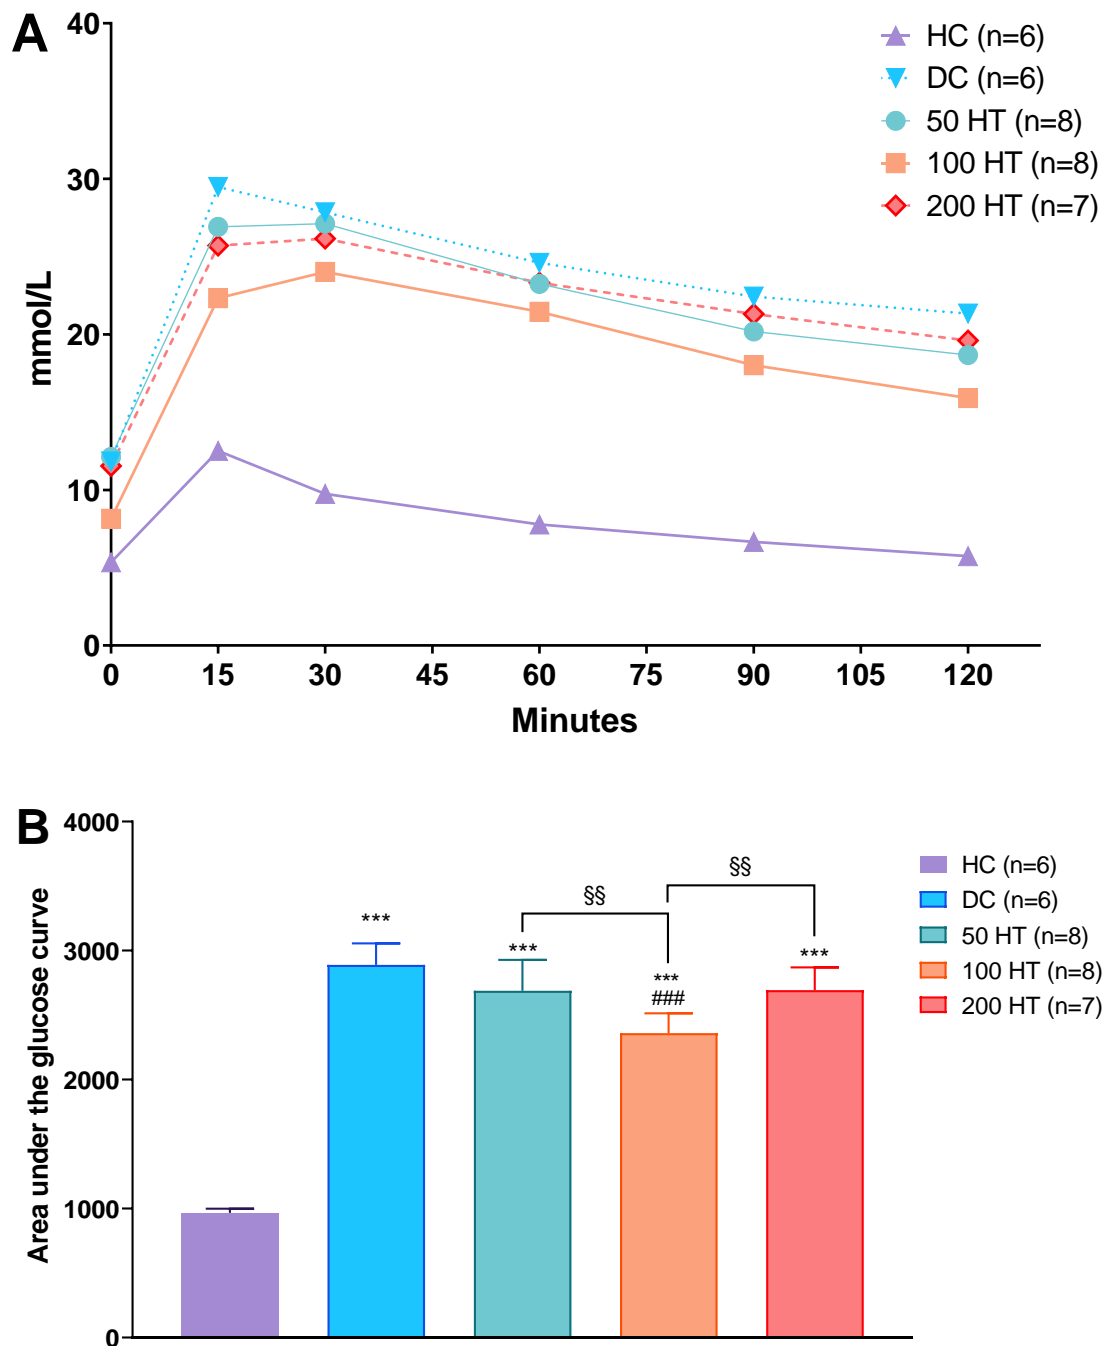 A
40
30
20
10
0
mmol/L
0 15 30 45 60 75 90 105 120
Minutes
HC (n=6)
DC (n=6)
50 HT (n=8)
100 HT (n=8)
200 HT (n=7)
B
4000
3000
2000
1000
0
Area under the glucose curve
***
***
§§
***
###
§§
***
HC (n=6)
DC (n=6)
50 HT (n=8)
100 HT (n=8)
200 HT (n=7)